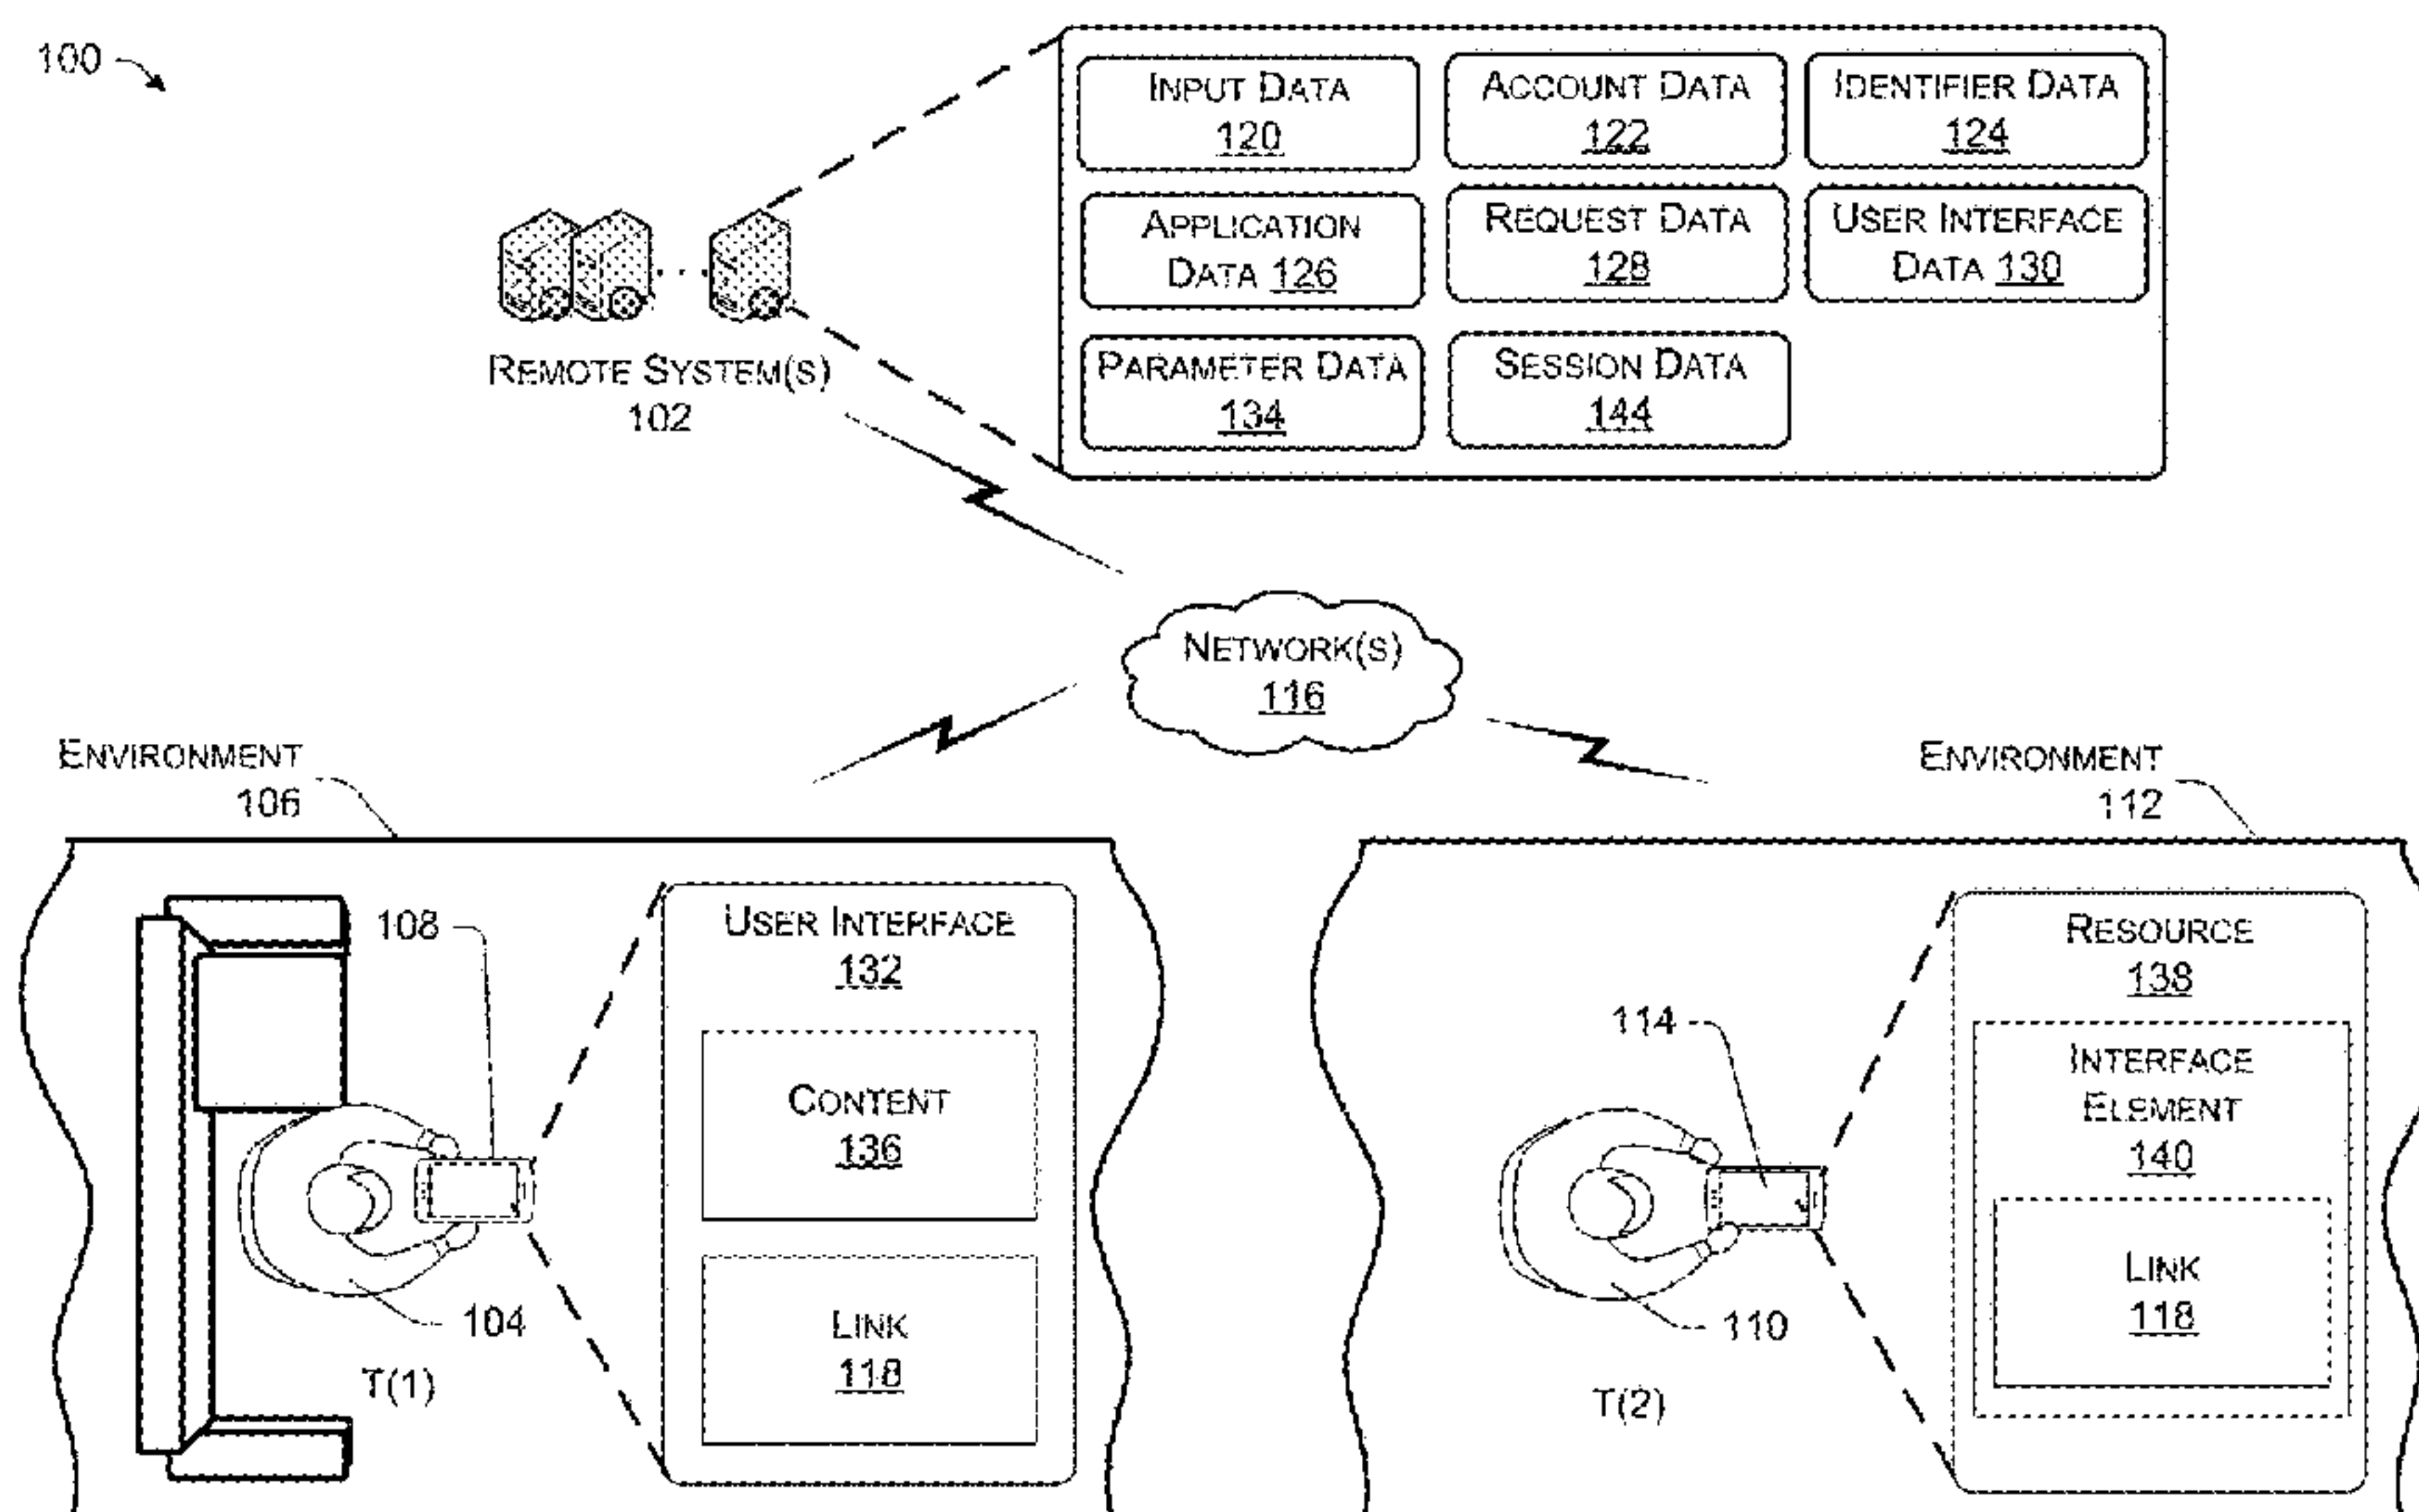 100
INPUT DATA
120
ACCOUNT DATA
122
IDENTIFIER DATA
124
APPLICATION
DATA 126
REQUEST DATA
128
USER INTERFACE
DATA 130
PARAMETER DATA
134
SESSION DATA
144
REMOTE SYSTEM(S)
102
NETWORK(S)
116
ENVIRONMENT
106
ENVIRONMENT
112
108
USER INTERFACE
132
CONTENT
136
LINK
118
104
T(1)
114
RESOURCE
138
INTERFACE
ELEMENT
140
LINK
118
110
T(2)